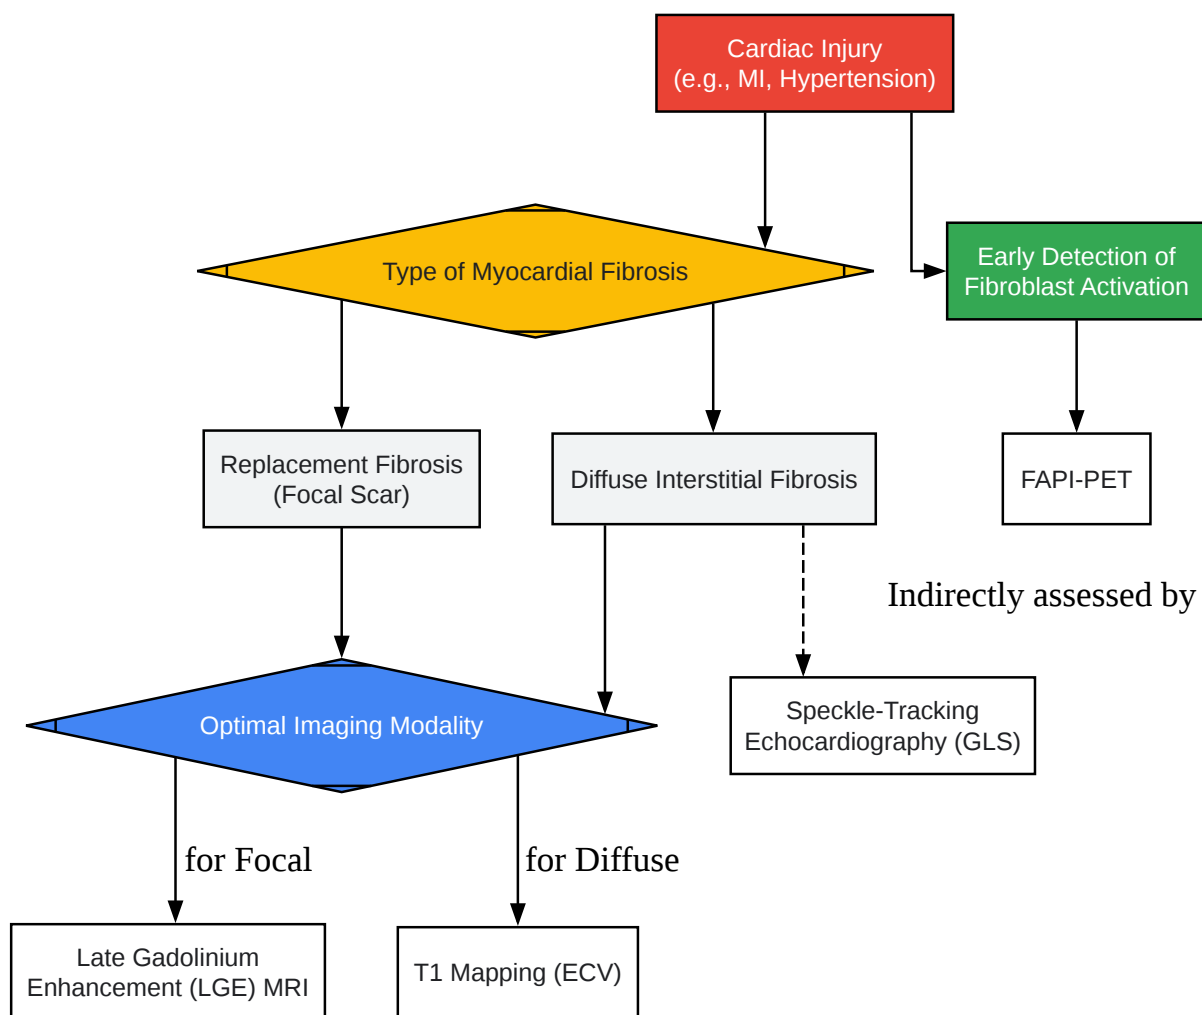 Cardiac Injury
(e.g., MI, Hypertension)
Type of Myocardial Fibrosis
Early Detection of
Fibroblast Activation
Replacement Fibrosis
(Focal Scar)
Diffuse Interstitial Fibrosis
FAPI-PET
Indirectly assessed by
Optimal Imaging Modality
Speckle-Tracking
Echocardiography (GLS)
for Focal
for Diffuse
Late Gadolinium
Enhancement (LGE) MRI
T1 Mapping (ECV)